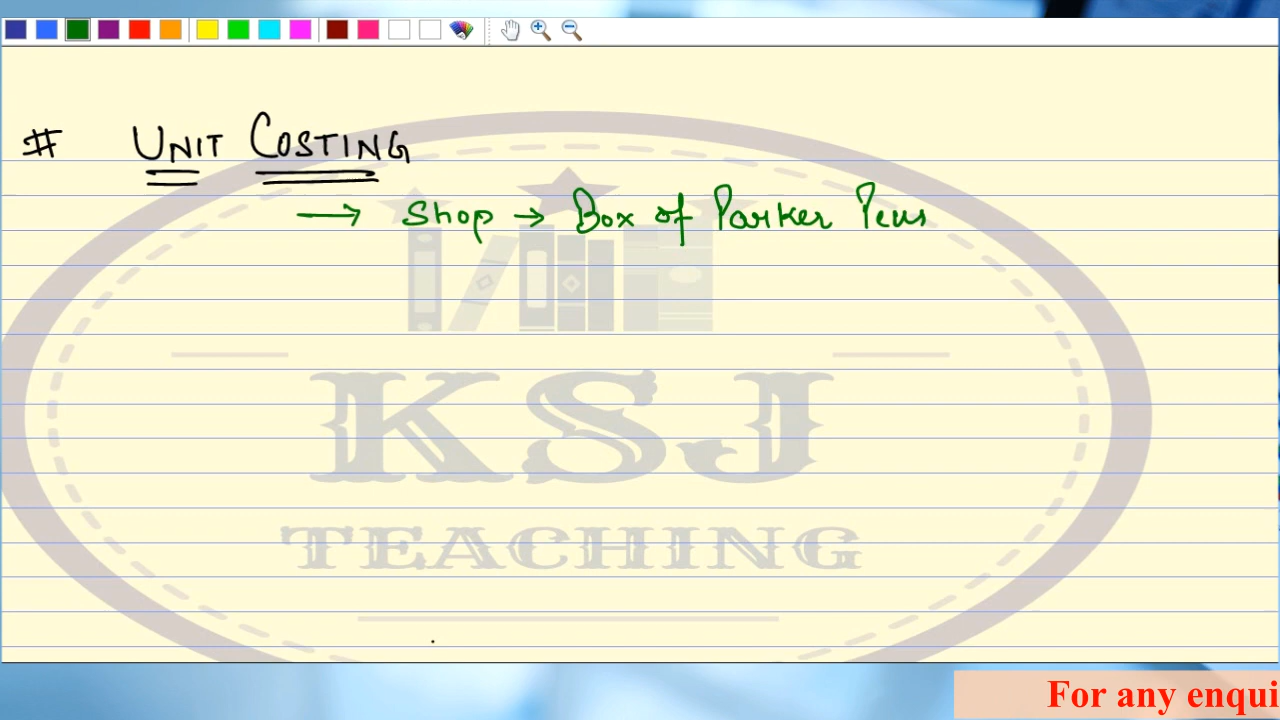 # UNIT COSTING
→ Shop → Box of Parker Pens
KSJ
TEACHING
For any enqui